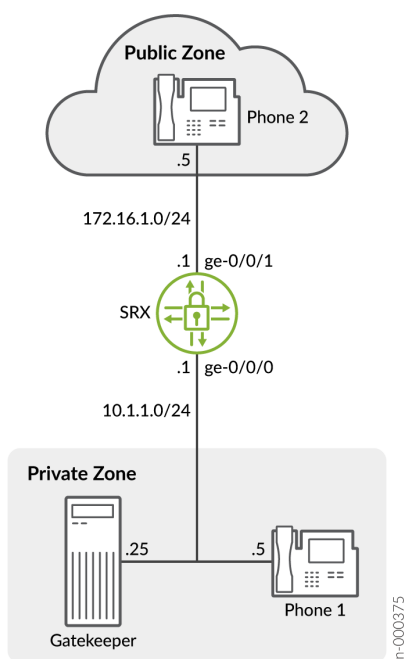 Public Zone
Phone 2
.5
172.16.1.0/24
.1 ge-0/0/1
SRX
.1 ge-0/0/0
10.1.1.0/24
Private Zone
.25
.5
Phone 1
Gatekeeper
n-000375